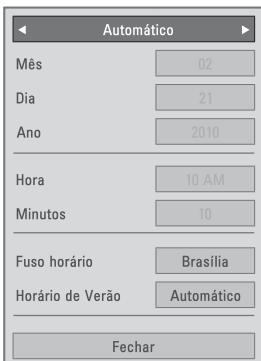 Automático
Mês 02
Dia 21
Ano 2010
Hora 10 AM
Minutos 10
Fuso horário Brasília
Horário de Verão Automático
Fechar